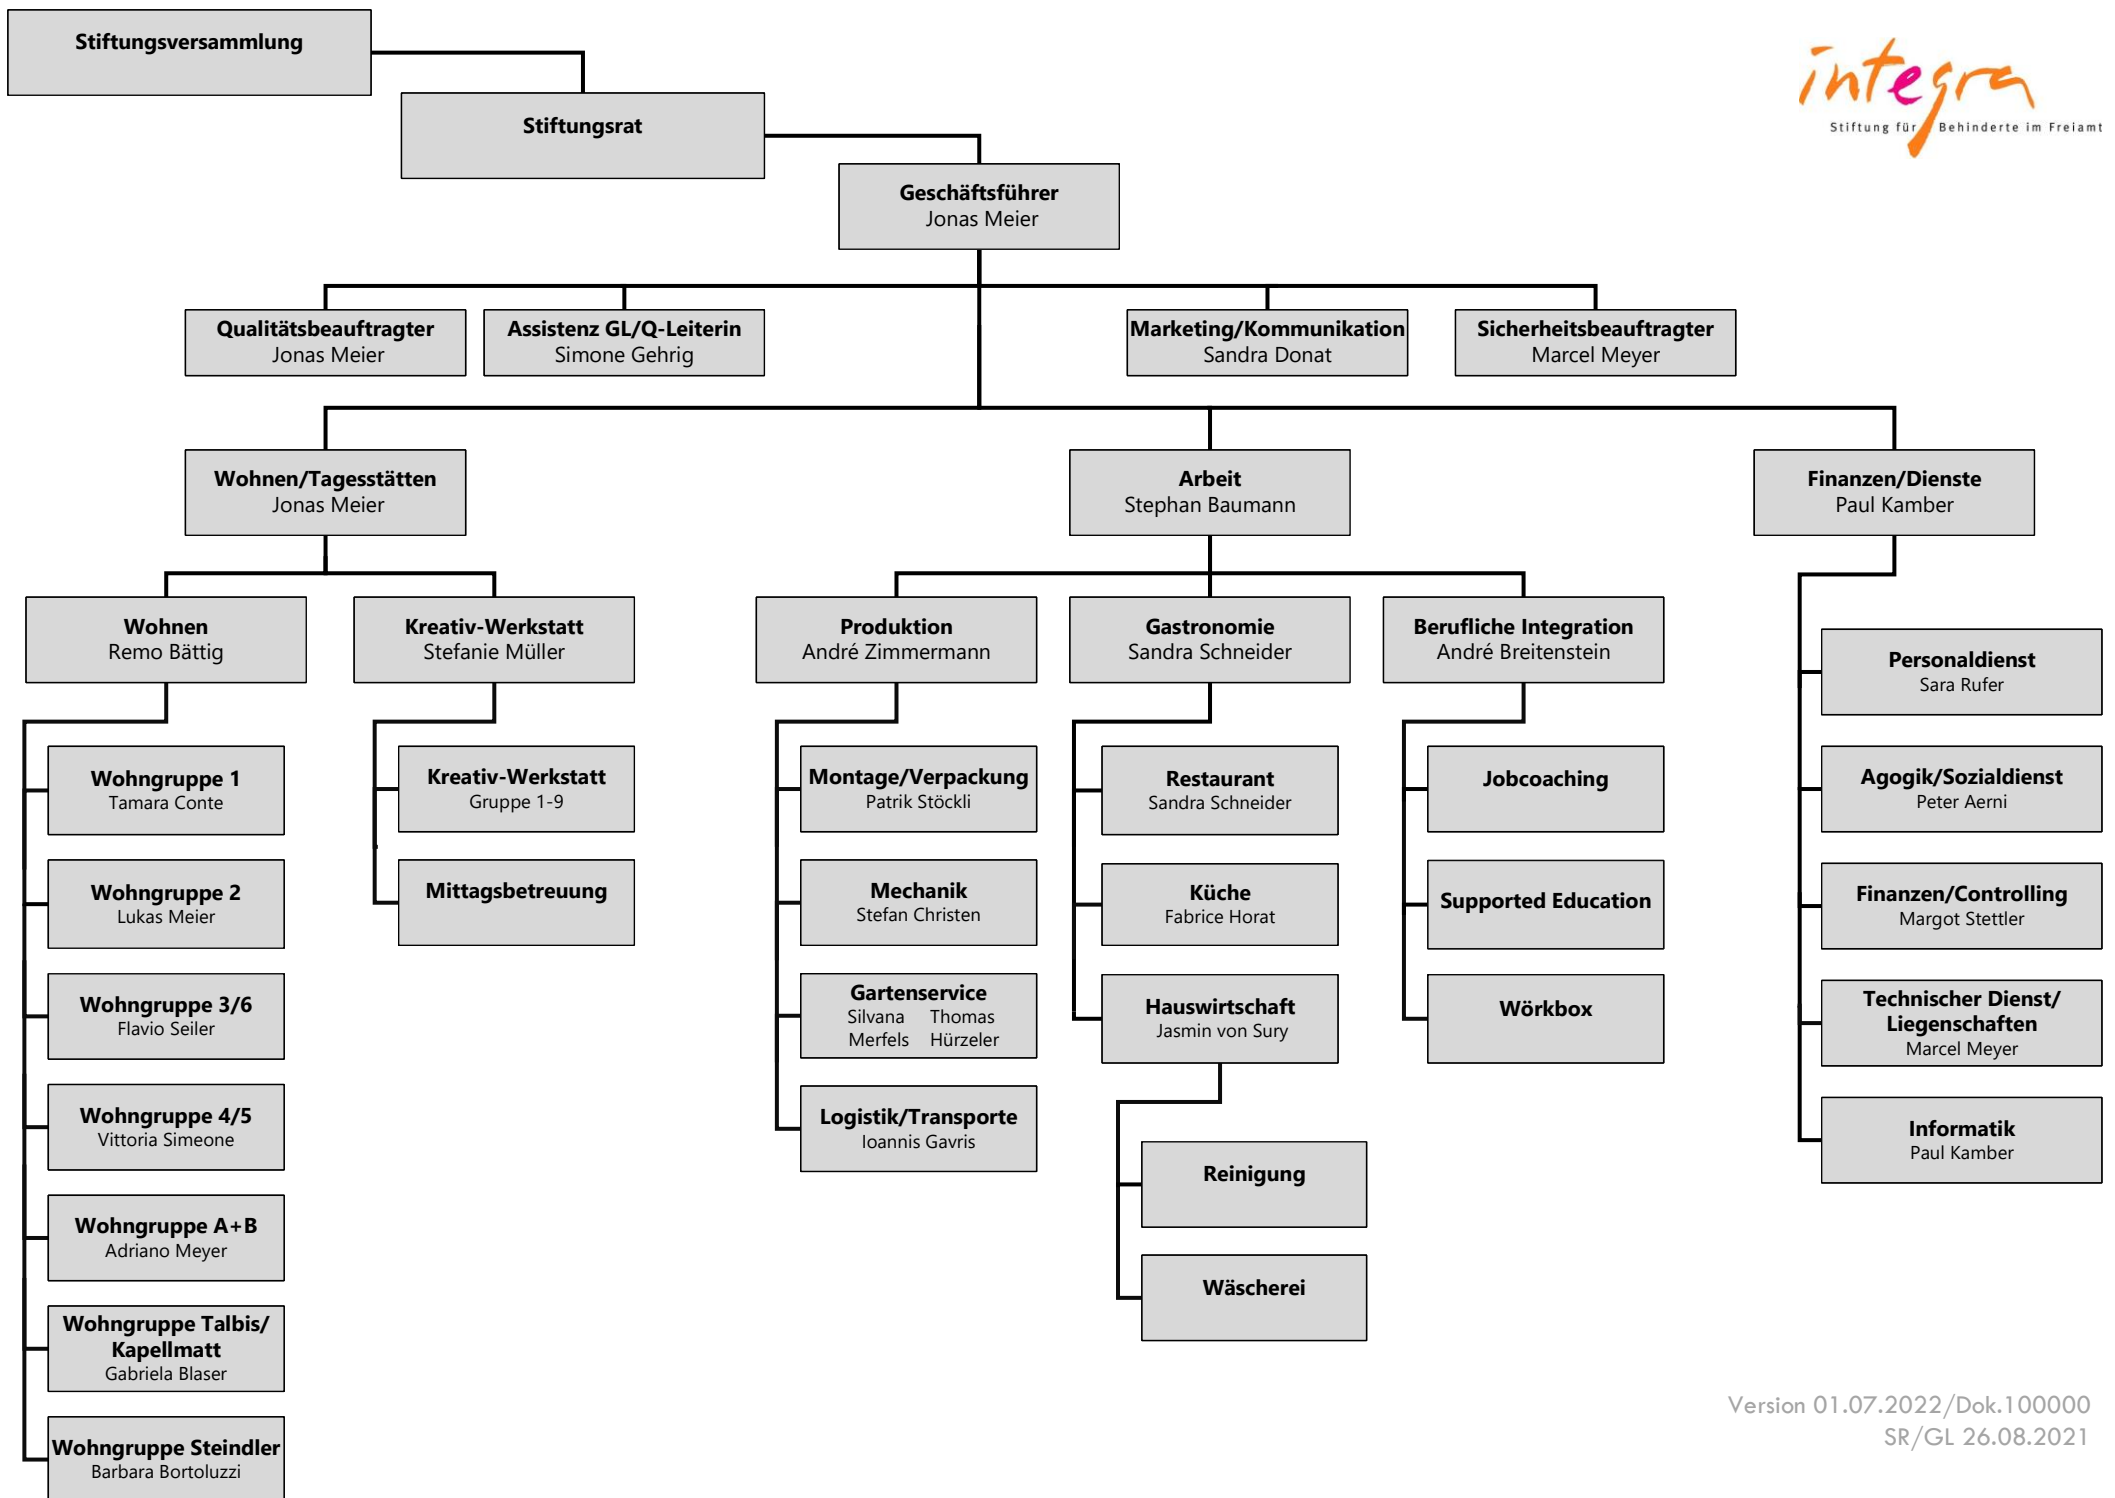 Stiftungsversammlung
integra
Stiftung für Behinderte im Freiamt
Stiftungsrat
Geschäftsführer
Jonas Meier
Qualitätsbeauftragter
Jonas Meier
Assistenz GL/Q-Leiterin
Simone Gehrig
Marketing/Kommunikation
Sandra Donat
Sicherheitsbeauftragter
Marcel Meyer
Wohnen/Tagesstätten
Jonas Meier
Arbeit
Stephan Baumann
Finanzen/Dienste
Paul Kamber
Wohnen
Remo Bättig
Kreativ-Werkstatt
Stefanie Müller
Produktion
André Zimmermann
Gastronomie
Sandra Schneider
Berufliche Integration
André Breitenstein
Wohngruppe 1
Tamara Conte
Wohngruppe 2
Lukas Meier
Wohngruppe 3/6
Flavio Seiler
Wohngruppe 4/5
Vittoria Simeone
Wohngruppe A+B
Adriano Meyer
Wohngruppe Talbis/
Kapellmatt
Gabriela Blaser
Wohngruppe Steindler
Barbara Bortoluzzi
Kreativ-Werkstatt
Gruppe 1-9
Mittagsbetreuung
Montage/Verpackung
Patrik Stöckli
Mechanik
Stefan Christen
Gartenservice
Silvana Thomas
Merfels Hürzeler
Logistik/Transporte
Ioannis Gavris
Restaurant
Sandra Schneider
Küche
Fabrice Horat
Hauswirtschaft
Jasmin von Sury
Reinigung
Wäscherei
Jobcoaching
Supported Education
Wörkbox
Personaldienst
Sara Rufer
Agogik/Sozialdienst
Peter Aerni
Finanzen/Controlling
Margot Stettler
Technischer Dienst/
Liegenschaften
Marcel Meyer
Informatik
Paul Kamber
Version 01.07.2022/Dok.100000
SR/GL 26.08.2021